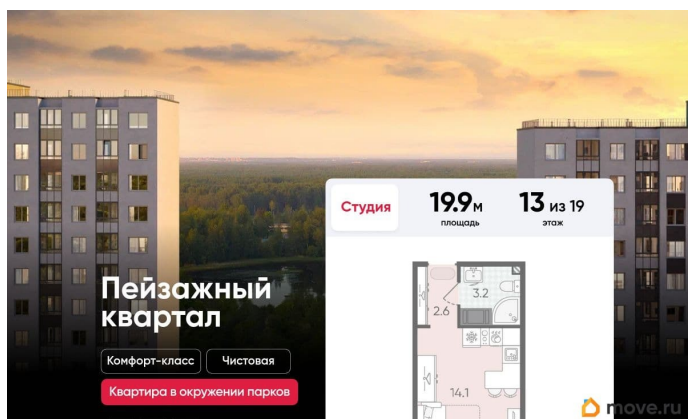 Студия
19.9 м
площадь
13 из 19
этаж
3.2
2.6
14.1
Пейзажный
квартал
Комфорт-класс
Чистовая
Квартира в окружении парков
move.ru